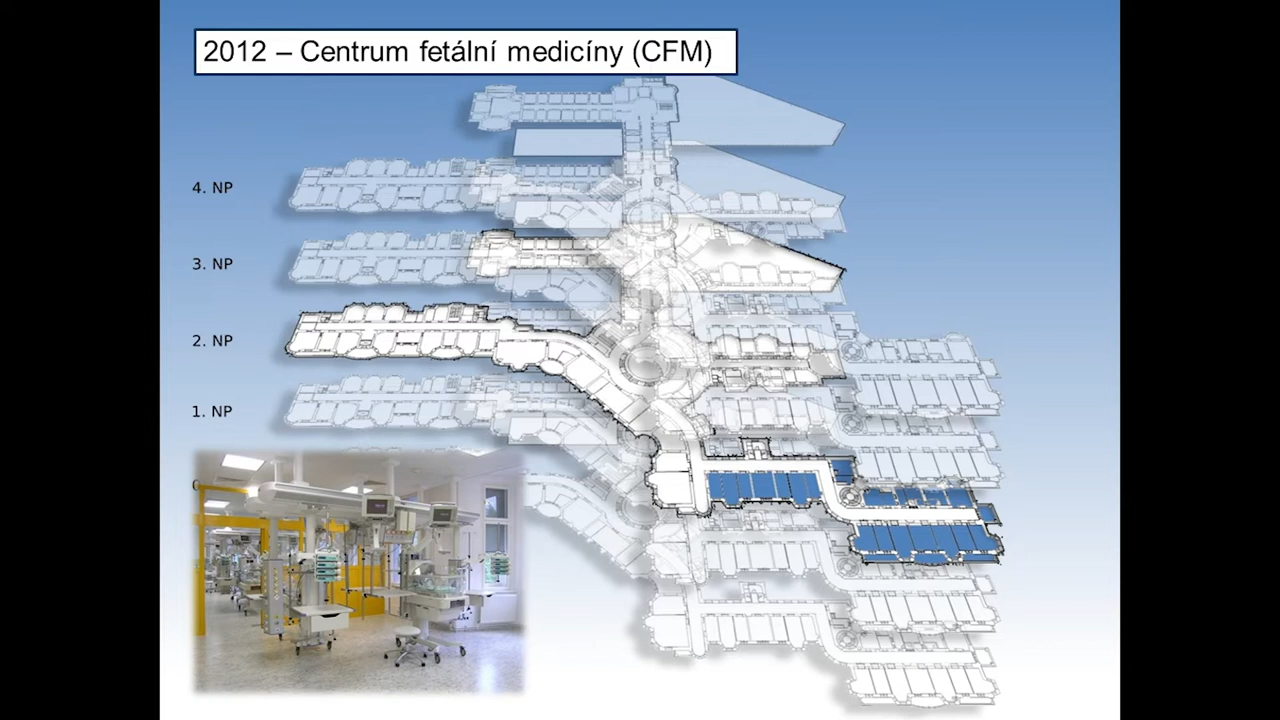 2012 – Centrum fetální medicíny (CFM)
4. NP
3. NP
2. NP
1. NP